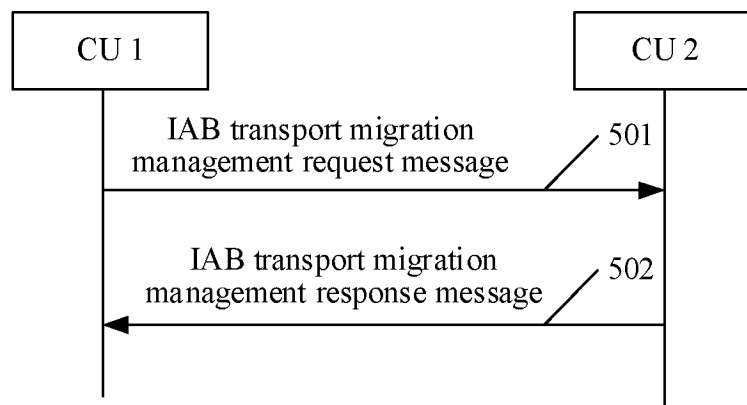 CU 1
CU 2
IAB transport migration
management request message
501
IAB transport migration
management response message
502